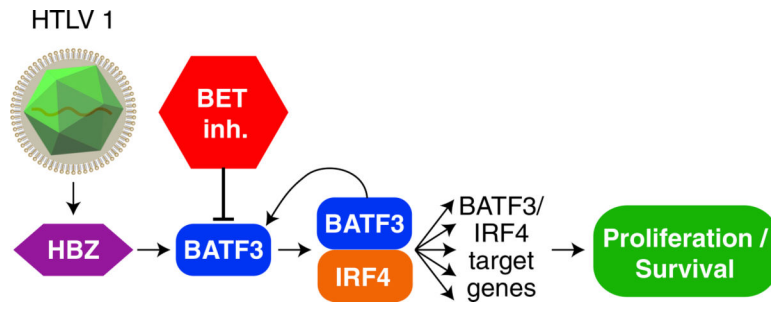 HTLV 1
BET
inh.
HBZ
BATF3
BATF3
IRF4
BATF3/
IRF4
target
genes
Proliferation /
Survival